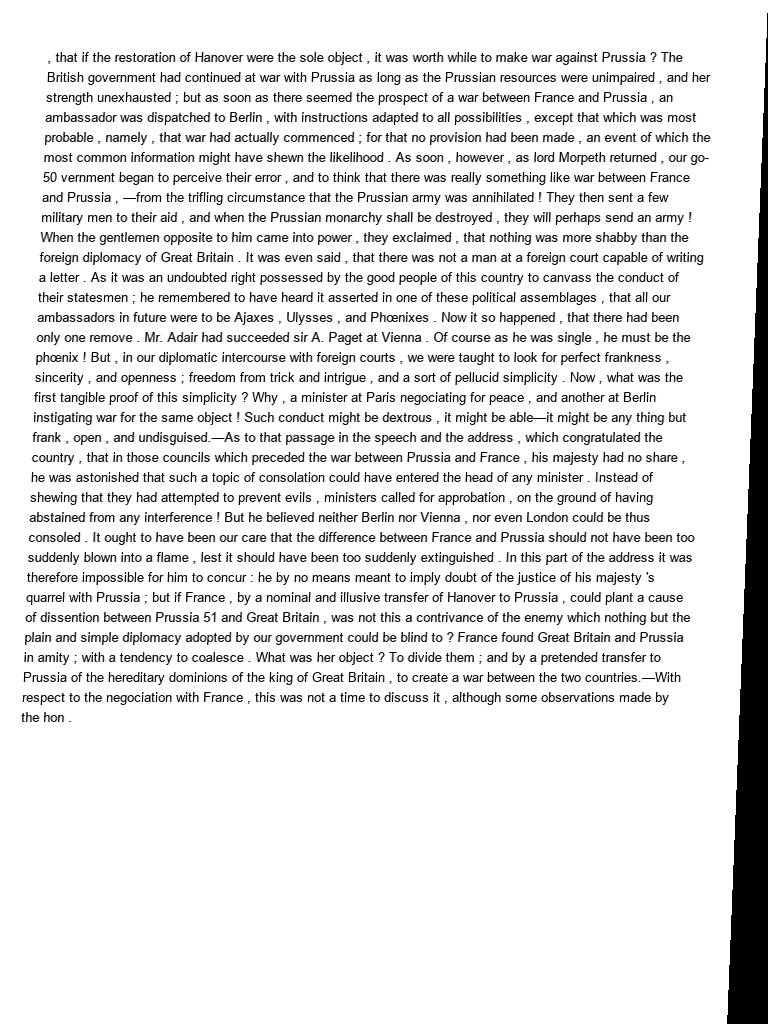 , that if the restoration of Hanover were the sole object , it was worth while to make war against Prussia ? The
British government had continued at war with Prussia as long as the Prussian resources were unimpaired , and her
strength unexhausted ; but as soon as there seemed the prospect of a war between France and Prussia , an
ambassador was dispatched to Berlin , with instructions adapted to all possibilities , except that which was most
probable , namely , that war had actually commenced ; for that no provision had been made , an event of which the
most common information might have shewn the likelihood . As soon , however , as lord Morpeth returned , our go-
50 vernment began to perceive their error , and to think that there was really something like war between France
and Prussia , —from the trifling circumstance that the Prussian army was annihilated ! They then sent a few
military men to their aid , and when the Prussian monarchy shall be destroyed , they will perhaps send an army !
When the gentlemen opposite to him came into power , they exclaimed , that nothing was more shabby than the
foreign diplomacy of Great Britain . It was even said , that there was not a man at a foreign court capable of writing
a letter . As it was an undoubted right possessed by the good people of this country to canvass the conduct of
their statesmen ; he remembered to have heard it asserted in one of these political assemblages , that all our
ambassadors in future were to be Ajaxes , Ulysses , and Phœnixes . Now it so happened , that there had been
only one remove . Mr. Adair had succeeded sir A. Paget at Vienna . Of course as he was single , he must be the
phœnix ! But , in our diplomatic intercourse with foreign courts , we were taught to look for perfect frankness ,
sincerity , and openness ; freedom from trick and intrigue , and a sort of pellucid simplicity . Now , what was the
first tangible proof of this simplicity ? Why , a minister at Paris negociating for peace , and another at Berlin
instigating war for the same object ! Such conduct might be dextrous , it might be able—it might be any thing but
frank , open , and undisguised.—As to that passage in the speech and the address , which congratulated the
country , that in those councils which preceded the war between Prussia and France , his majesty had no share ,
he was astonished that such a topic of consolation could have entered the head of any minister . Instead of
shewing that they had attempted to prevent evils , ministers called for approbation , on the ground of having
abstained from any interference ! But he believed neither Berlin nor Vienna , nor even London could be thus
consoled . It ought to have been our care that the difference between France and Prussia should not have been too
suddenly blown into a flame , lest it should have been too suddenly extinguished . In this part of the address it was
therefore impossible for him to concur : he by no means meant to imply doubt of the justice of his majesty 's
quarrel with Prussia ; but if France , by a nominal and illusive transfer of Hanover to Prussia , could plant a cause
of dissention between Prussia 51 and Great Britain , was not this a contrivance of the enemy which nothing but the
plain and simple diplomacy adopted by our government could be blind to ? France found Great Britain and Prussia
in amity ; with a tendency to coalesce . What was her object ? To divide them ; and by a pretended transfer to
Prussia of the hereditary dominions of the king of Great Britain , to create a war between the two countries.—With
respect to the negociation with France , this was not a time to discuss it , although some observations made by
the hon .